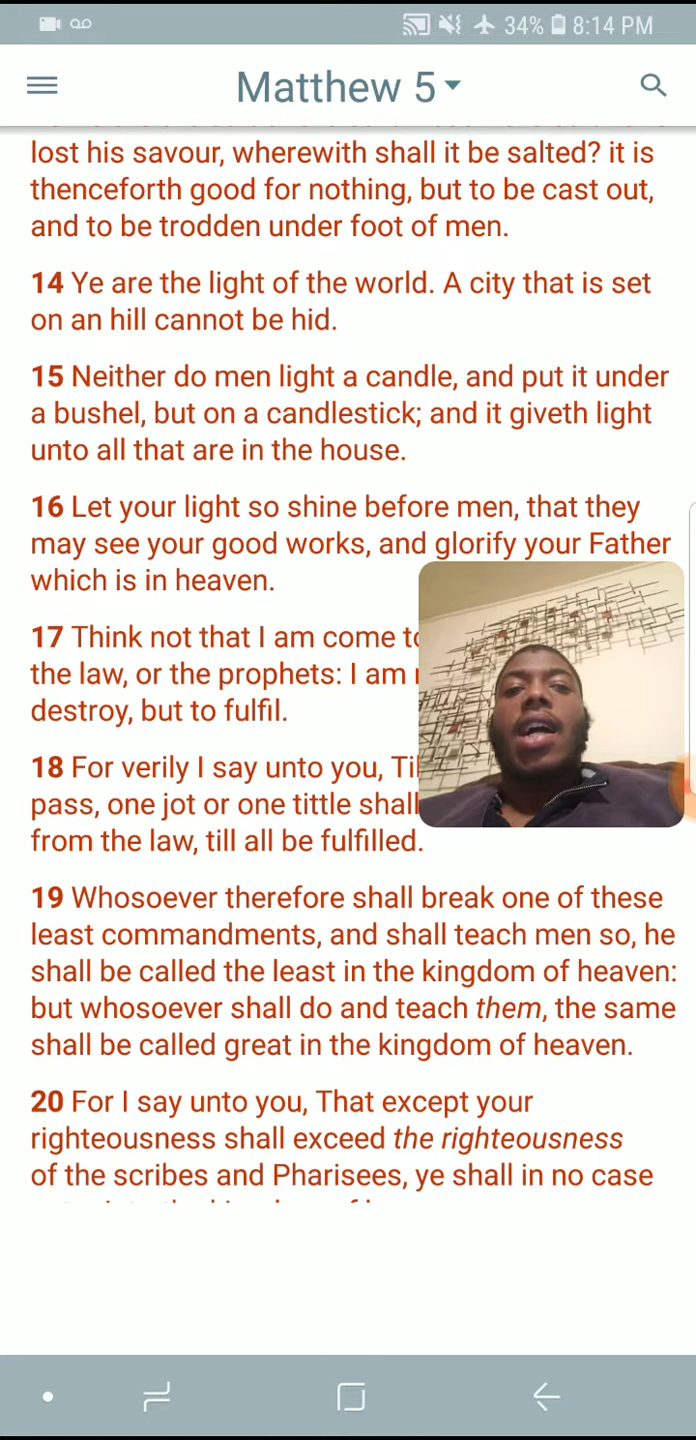 34% 8:14 PM
Matthew 5
lost his savour, wherewith shall it be salted? it is
thenceforth good for nothing, but to be cast out,
and to be trodden under foot of men.
14 Ye are the light of the world. A city that is set
on an hill cannot be hid.
15 Neither do men light a candle, and put it under
a bushel, but on a candlestick; and it giveth light
unto all that are in the house.
16 Let your light so shine before men, that they
may see your good works, and glorify your Father
which is in heaven.
17 Think not that I am come
the law, or the prophets: I am
destroy, but to fulfil.
18 For verily I say unto you,
pass, one jot or one tittle shall
from the law, till all be fulfilled.
19 Whosoever therefore shall break one of these
least commandments, and shall teach men so, he
shall be called the least in the kingdom of heaven:
but whosoever shall do and teach them, the same
shall be called great in the kingdom of heaven.
20 For I say unto you, That except your
righteousness shall exceed the righteousness
of the scribes and Pharisees, ye shall in no case